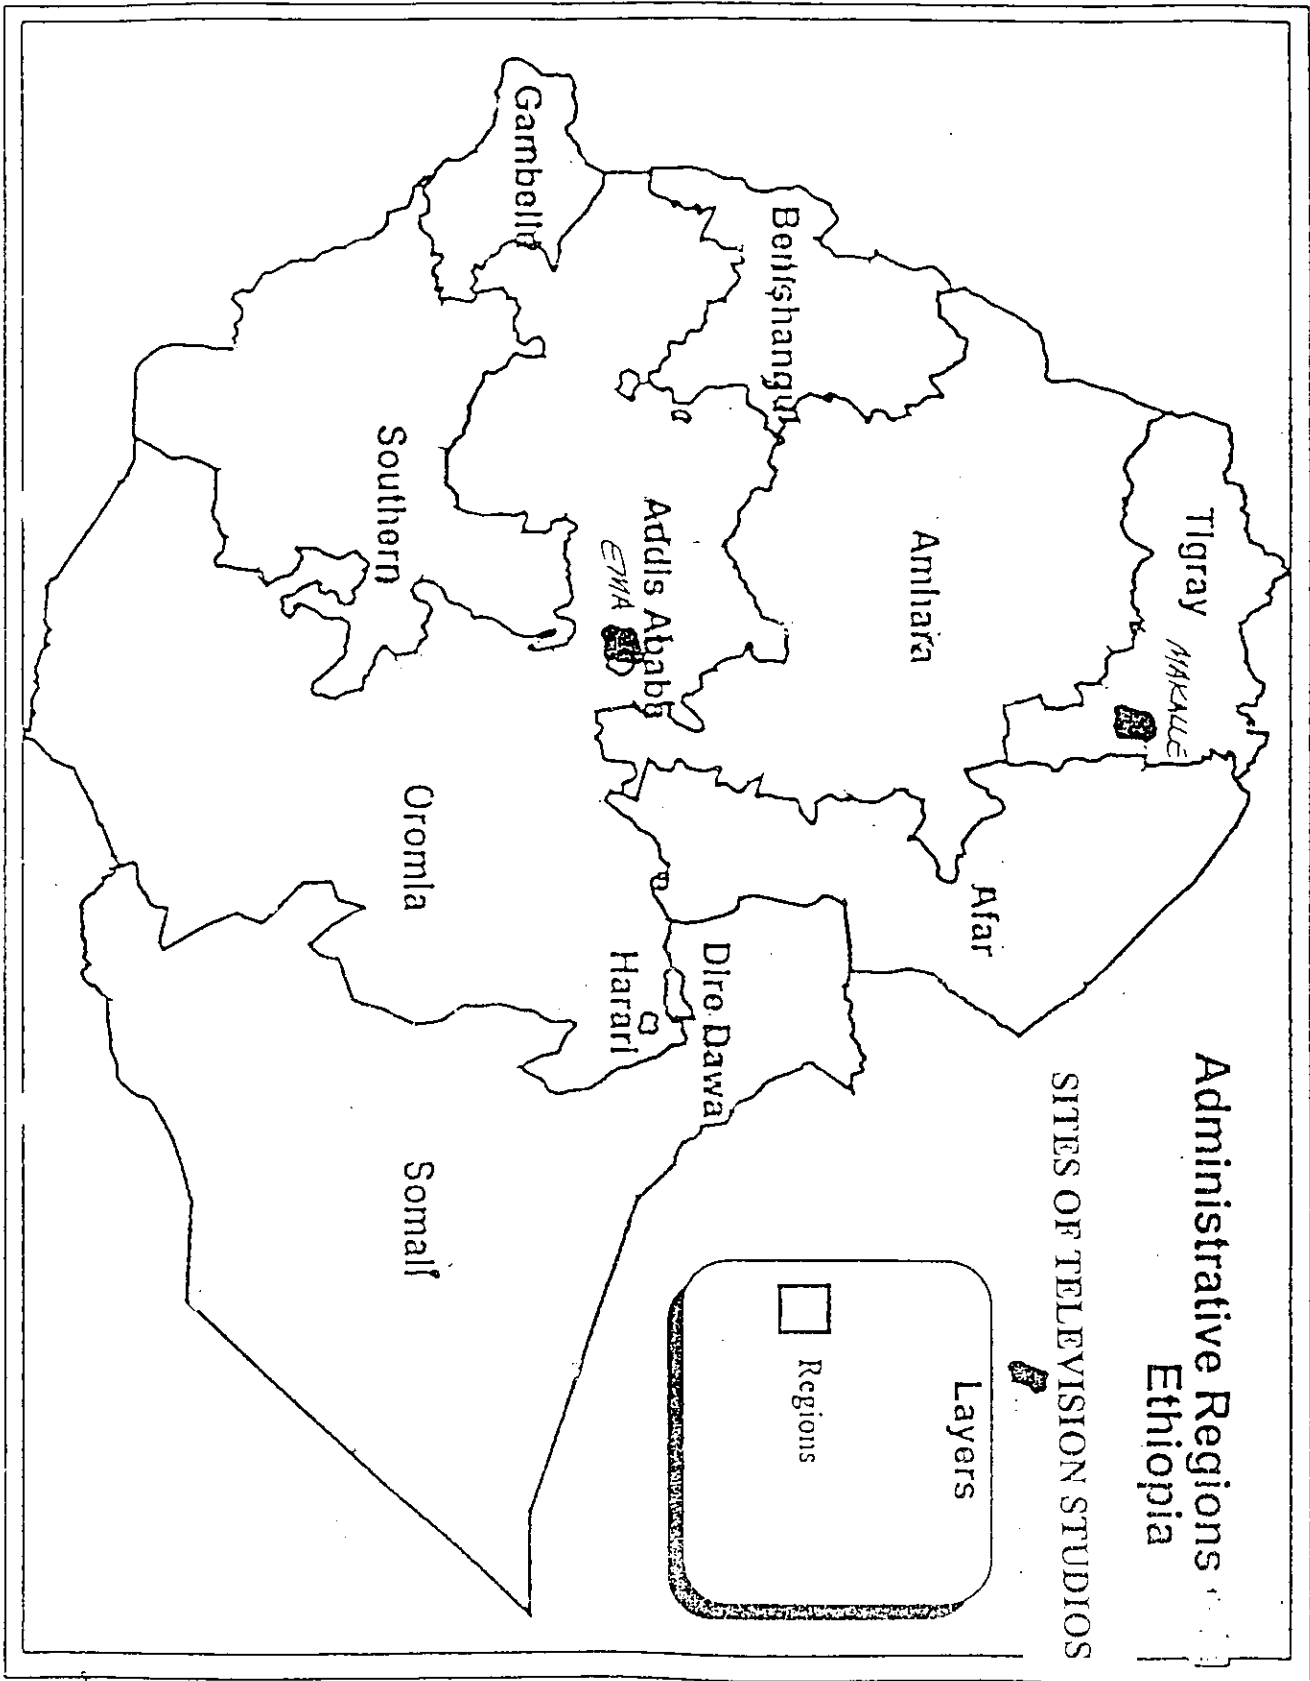 Administrative Regions
Ethiopia
SITES OF TELEVISION STUDIOS
Layers
Regions
Tigray
MAKALLE
Afar
Amhara
Benishangul
Gambella
Addis Ababa
Dire Dawa
Harari
Oromia
Southern
Somali